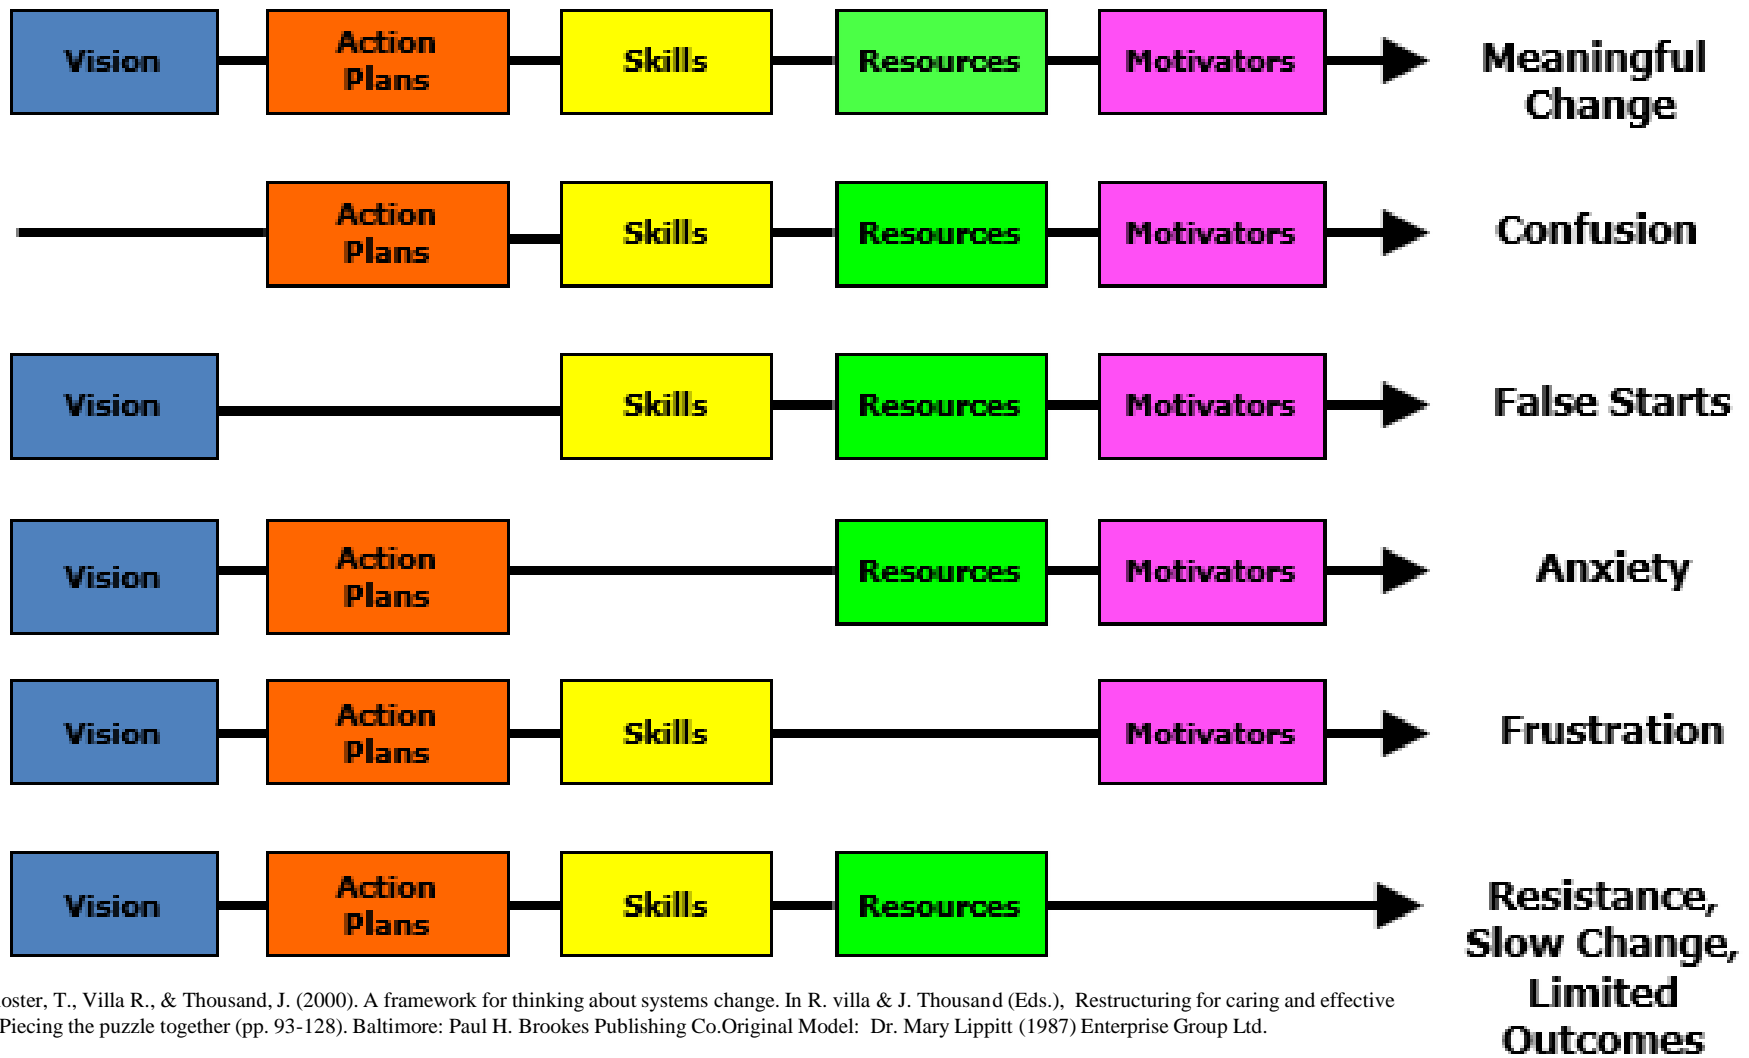 Vision
Action
Plans
Skills
Resources
Motivators
Meaningful
Change
Action
Plans
Skills
Resources
Motivators
Confusion
Vision
Skills
Resources
Motivators
False Starts
Vision
Action
Plans
Resources
Motivators
Anxiety
Vision
Action
Plans
Skills
Motivators
Frustration
Vision
Action
Plans
Skills
Resources
Resistance,
Slow Change,
Limited
Outcomes
oster, T., Villa R., & Thousand, J. (2000). A framework for thinking about systems change. In R. villa & J. Thousand (Eds.), Restructuring for caring and effective
Piecing the puzzle together (pp. 93-128). Baltimore: Paul H. Brookes Publishing Co.Original Model: Dr. Mary Lippitt (1987) Enterprise Group Ltd.